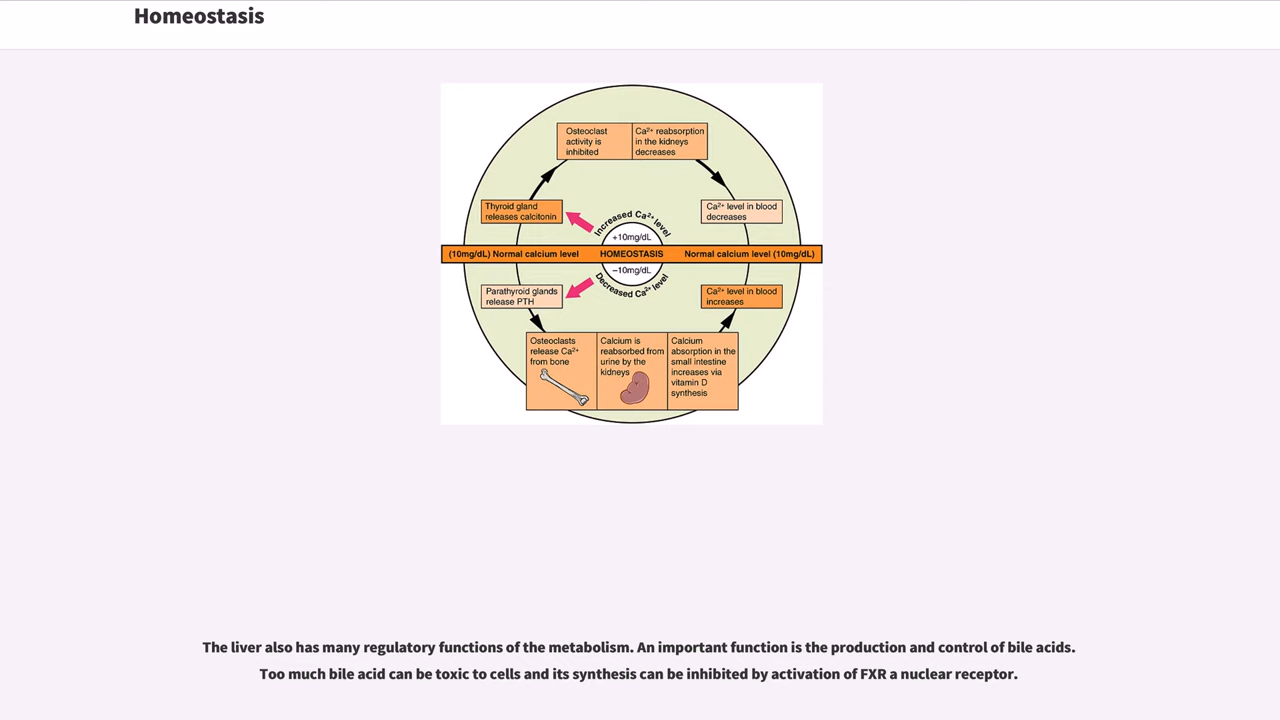 Homeostasis
Osteoclast
activity is
inhibited
Ca²⁺ reabsorption
in the kidneys
decreases
Thyroid gland
releases calcitonin
Ca²⁺ level in blood
decreases
Increased Ca²⁺ level
+10mg/dL
(10mg/dL) Normal calcium level
HOMEOSTASIS
Normal calcium level (10mg/dL)
−10mg/dL
Decreased Ca²⁺ level
Parathyroid glands
release PTH
Ca²⁺ level in blood
increases
Osteoclasts
release Ca²⁺
from bone
Calcium is
reabsorbed from
urine by the
kidneys
Calcium
absorption in the
small intestine
increases via
vitamin D
synthesis
The liver also has many regulatory functions of the metabolism. An important function is the production and control of bile acids.
Too much bile acid can be toxic to cells and its synthesis can be inhibited by activation of FXR a nuclear receptor.